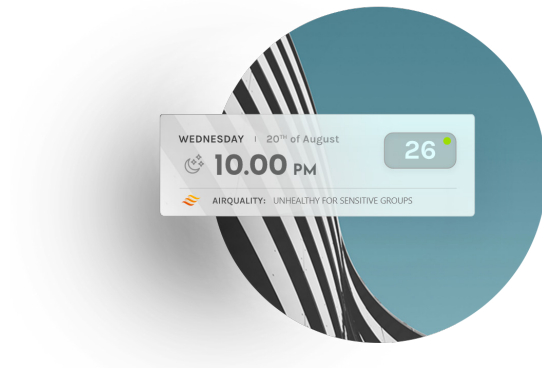 WEDNESDAY | 20TH of August
26
10.00 PM
AIRQUALITY: UNHEALTHY FOR SENSITIVE GROUPS